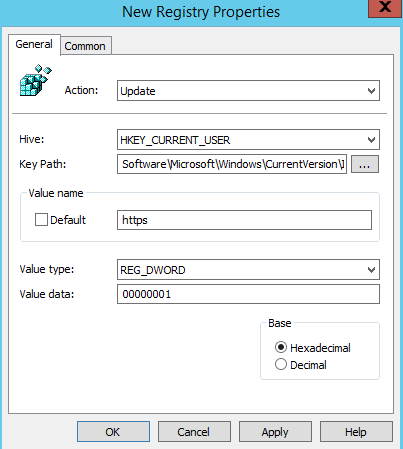 New Registry Properties
X
General Common
Action: Update
Hive: HKEY_CURRENT_USER
Key Path: Software\Microsoft\Windows\CurrentVersion\I ...
Value name
Default https
Value type: REG_DWORD
Value data: 00000001
Base
Hexadecimal
Decimal
OK Cancel Apply Help